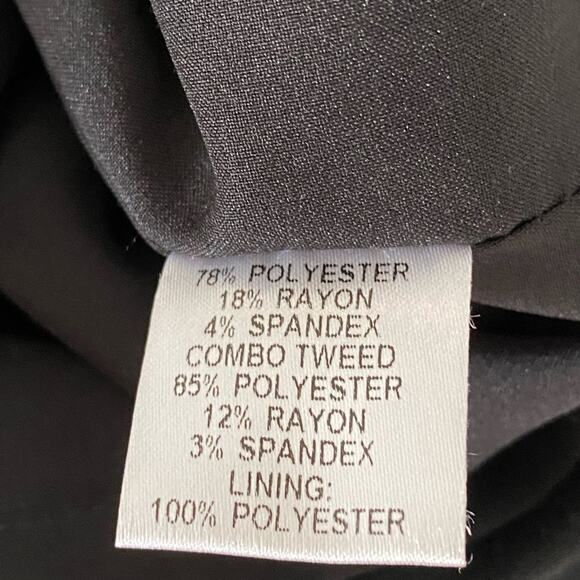 78% POLYESTER
18% RAYON
4% SPANDEX
COMBO TWEED
85% POLYESTER
12% RAYON
3% SPANDEX
LINING:
100% POLYESTER